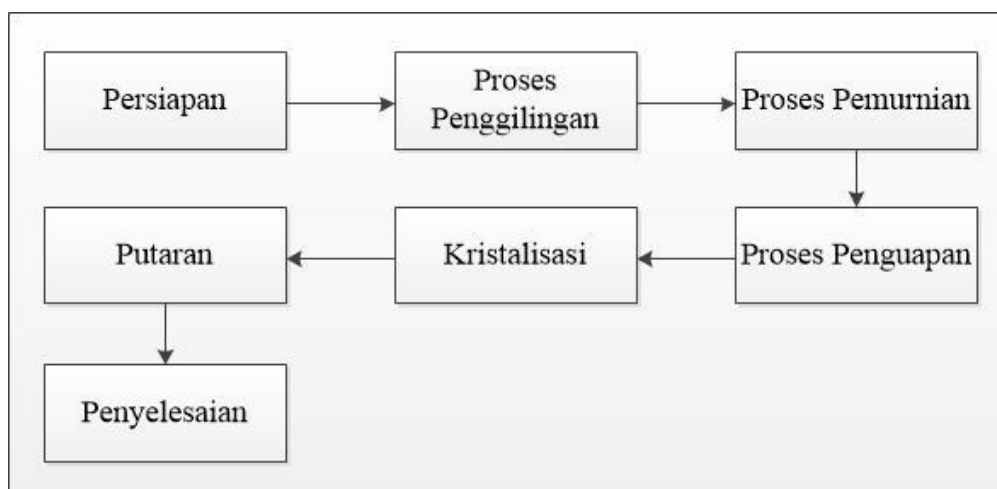 Persiapan
Proses
Penggilingan
Proses Pemurnian
Proses Penguapan
Kristalisasi
Putaran
Penyelesaian